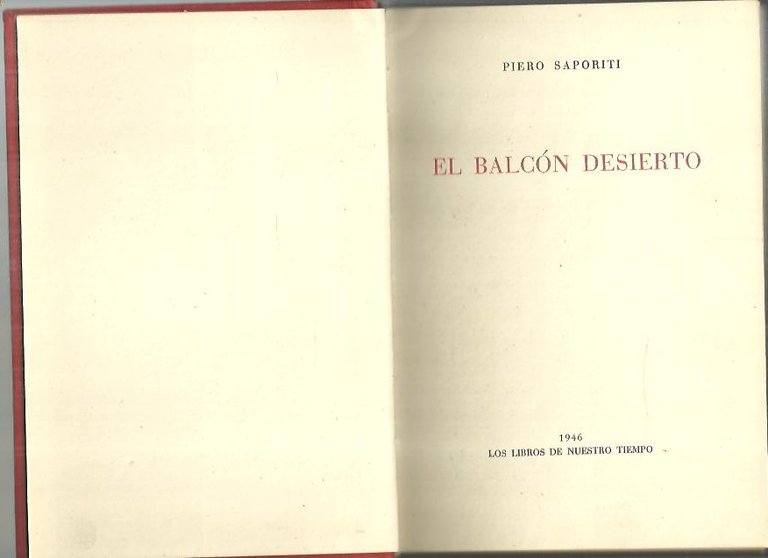 PIERO SAPORITI
EL BALCÓN DESIERTO
1946
LOS LIBROS DE NUESTRO TIEMPO